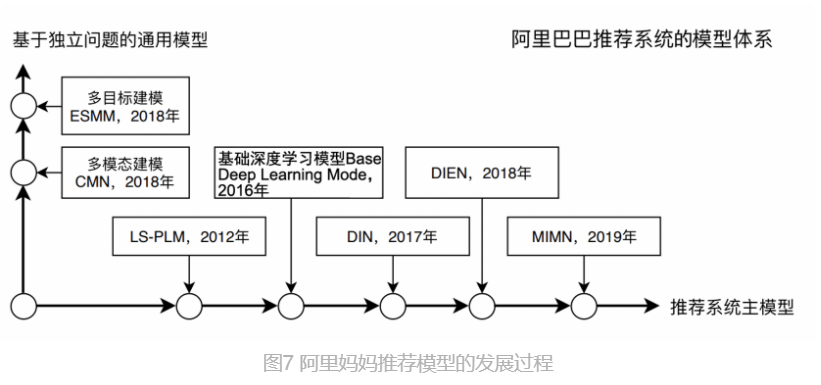 基于独立问题的通用模型
阿里巴巴推荐系统的模型体系
多目标建模
ESMM，2018年
多模态建模
CMN，2018年
基础深度学习模型Base
Deep Learning Mode，
2016年
DIEN，2018年
LS-PLM，2012年
DIN，2017年
MIMN，2019年
推荐系统主模型
图7 阿里妈妈推荐模型的发展过程